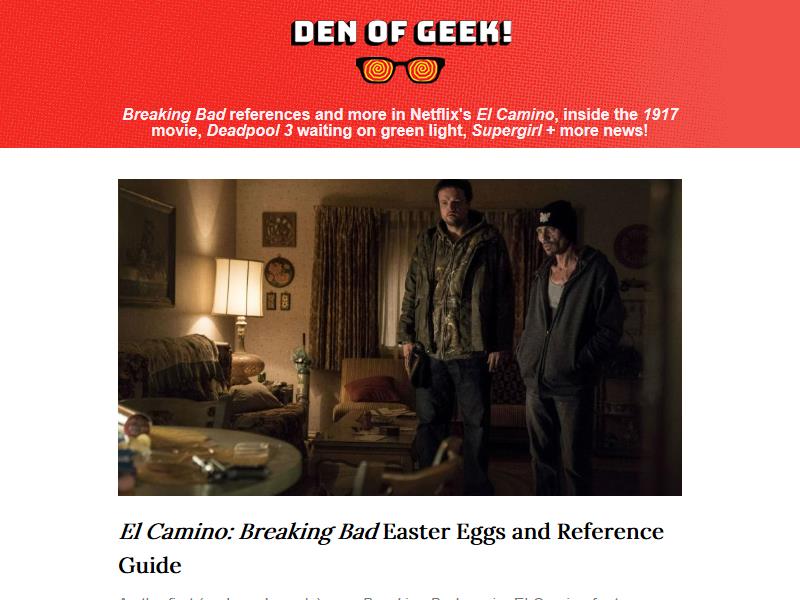 DEN OF GEEK!
Breaking Bad references and more in Netflix's El Camino, inside the 1917
movie, Deadpool 3 waiting on green light, Supergirl + more news!
El Camino: Breaking Bad Easter Eggs and Reference
Guide